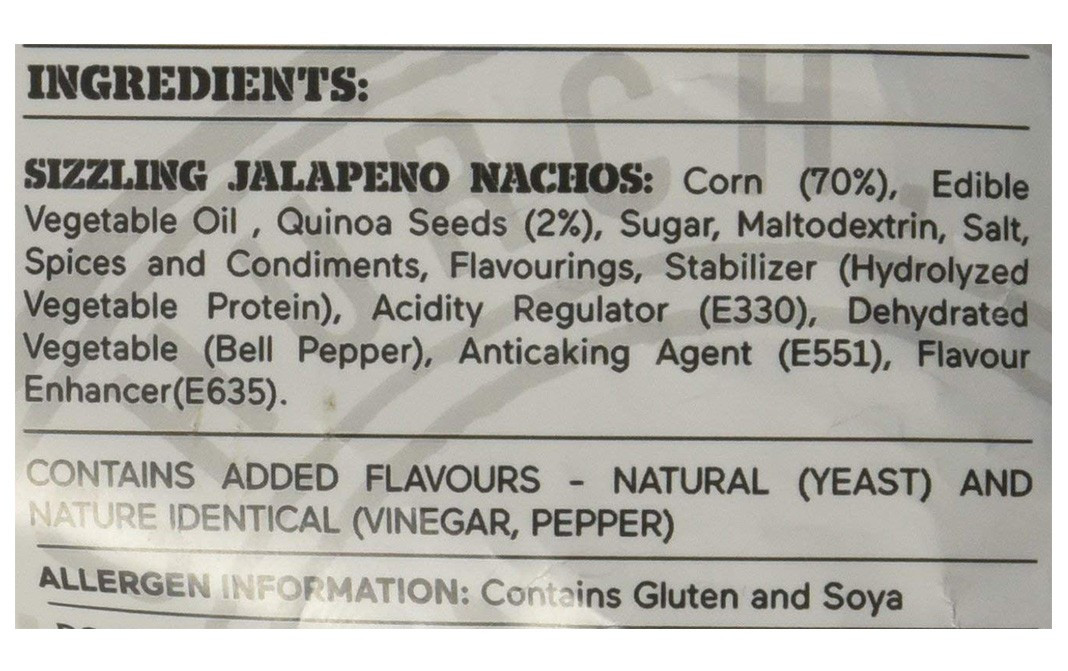 INGREDIENTS:
SIZZLING JALAPENO NACHOS: Corn (70%), Edible
Vegetable Oil , Quinoa Seeds (2%), Sugar, Maltodextrin, Salt,
Spices and Condiments, Flavourings, Stabilizer (Hydrolyzed
Vegetable Protein), Acidity Regulator (E330), Dehydrated
Vegetable (Bell Pepper), Anticaking Agent (E551), Flavour
Enhancer(E635).
CONTAINS ADDED FLAVOURS - NATURAL (YEAST) AND
NATURE IDENTICAL (VINEGAR, PEPPER)
ALLERGEN INFORMATION: Contains Gluten and Soya